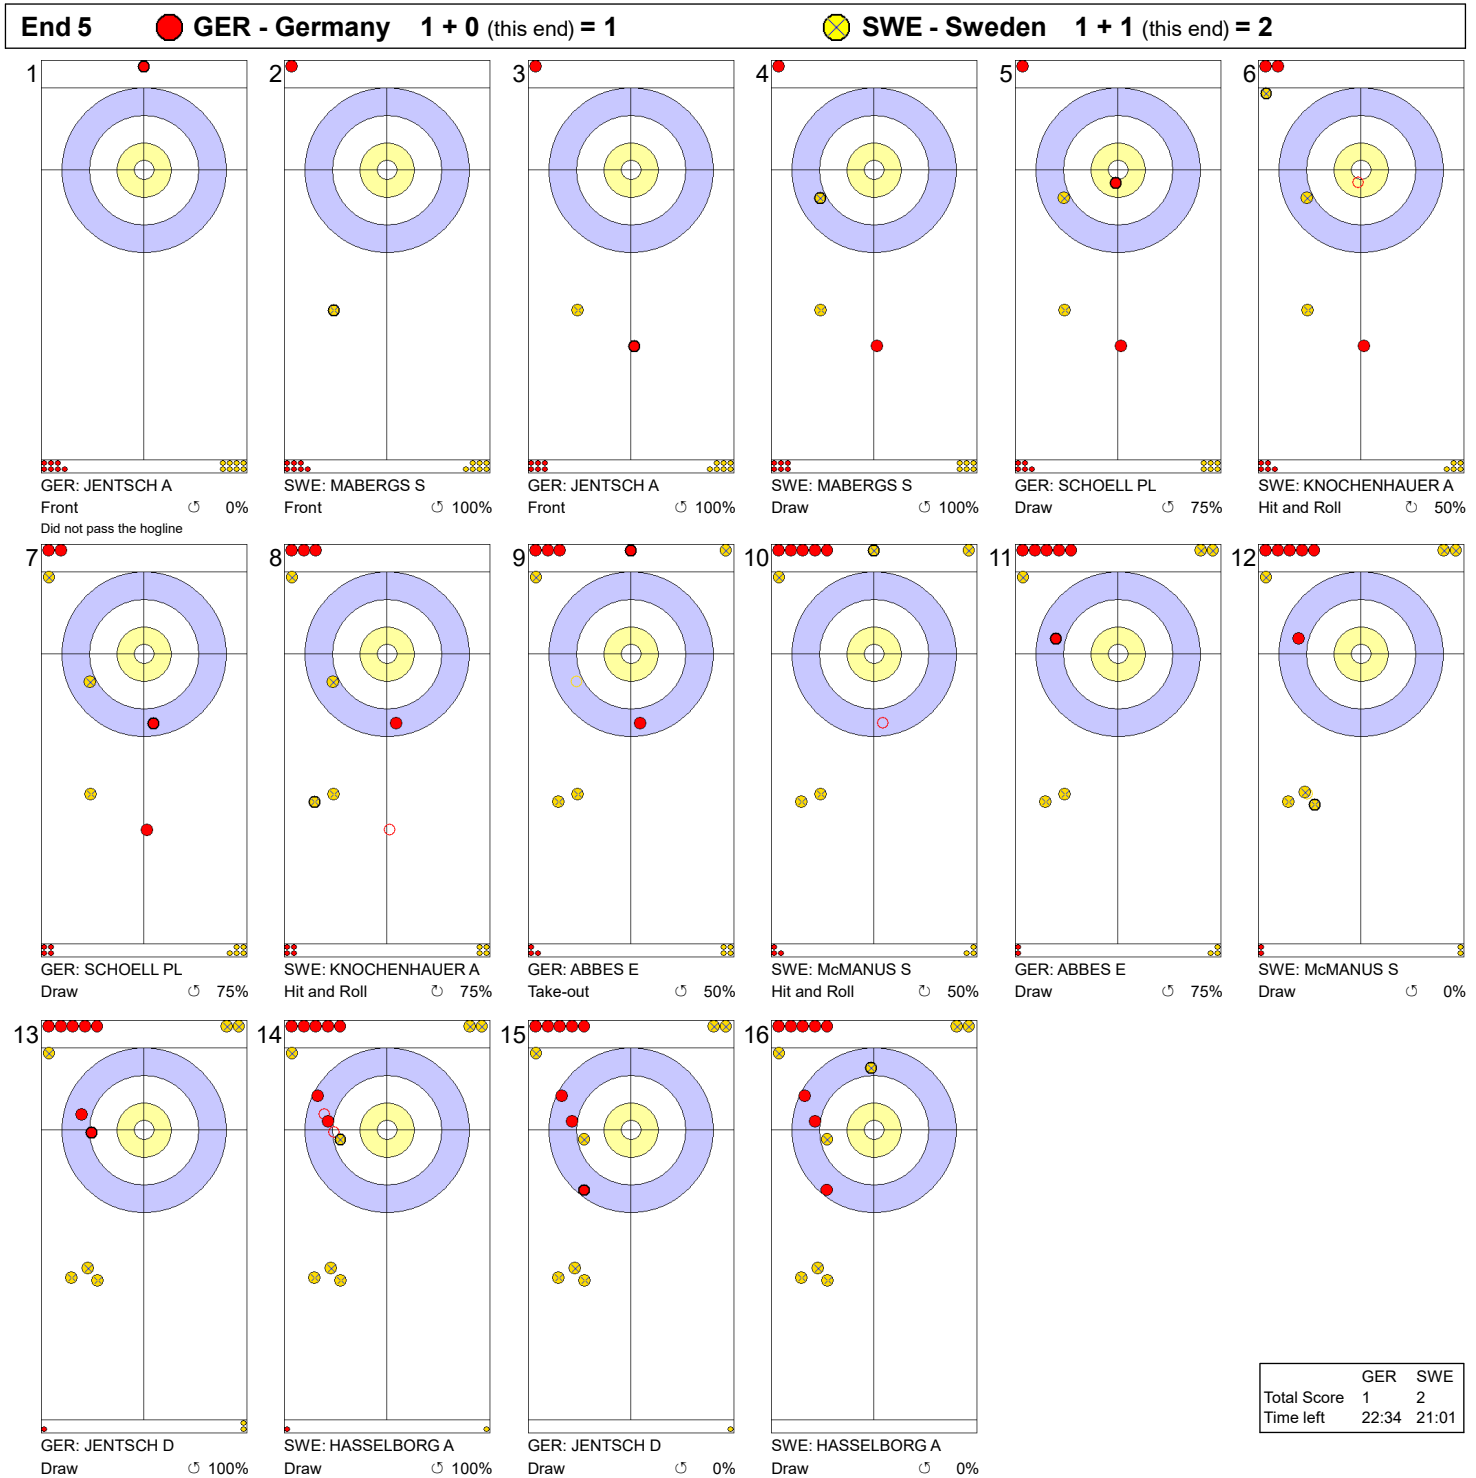 End 5 GER - Germany 1 + 0 (this end) = 1 SWE - Sweden 1 + 1 (this end) = 2
1 2 3 4 5 6
GER: JENTSCH A SWE: MABERGS S GER: JENTSCH A SWE: MABERGS S GER: SCHOELL PL SWE: KNOCHENHAUER A
Front ↺ 0% Front ↺ 100% Front ↺ 100% Draw ↺ 100% Draw ↺ 75% Hit and Roll ↻ 50%
Did not pass the hogline
7 8 9 10 11 12
GER: SCHOELL PL SWE: KNOCHENHAUER A GER: ABBES E SWE: McMANUS S GER: ABBES E SWE: McMANUS S
Draw ↺ 75% Hit and Roll ↻ 75% Take-out ↺ 50% Hit and Roll ↻ 50% Draw ↺ 75% Draw ↺ 0%
13 14 15 16
GER: JENTSCH D SWE: HASSELBORG A GER: JENTSCH D SWE: HASSELBORG A
Draw ↺ 100% Draw ↺ 100% Draw ↺ 0% Draw ↺ 0%
GER SWE
Total Score 1 2
Time left 22:34 21:01